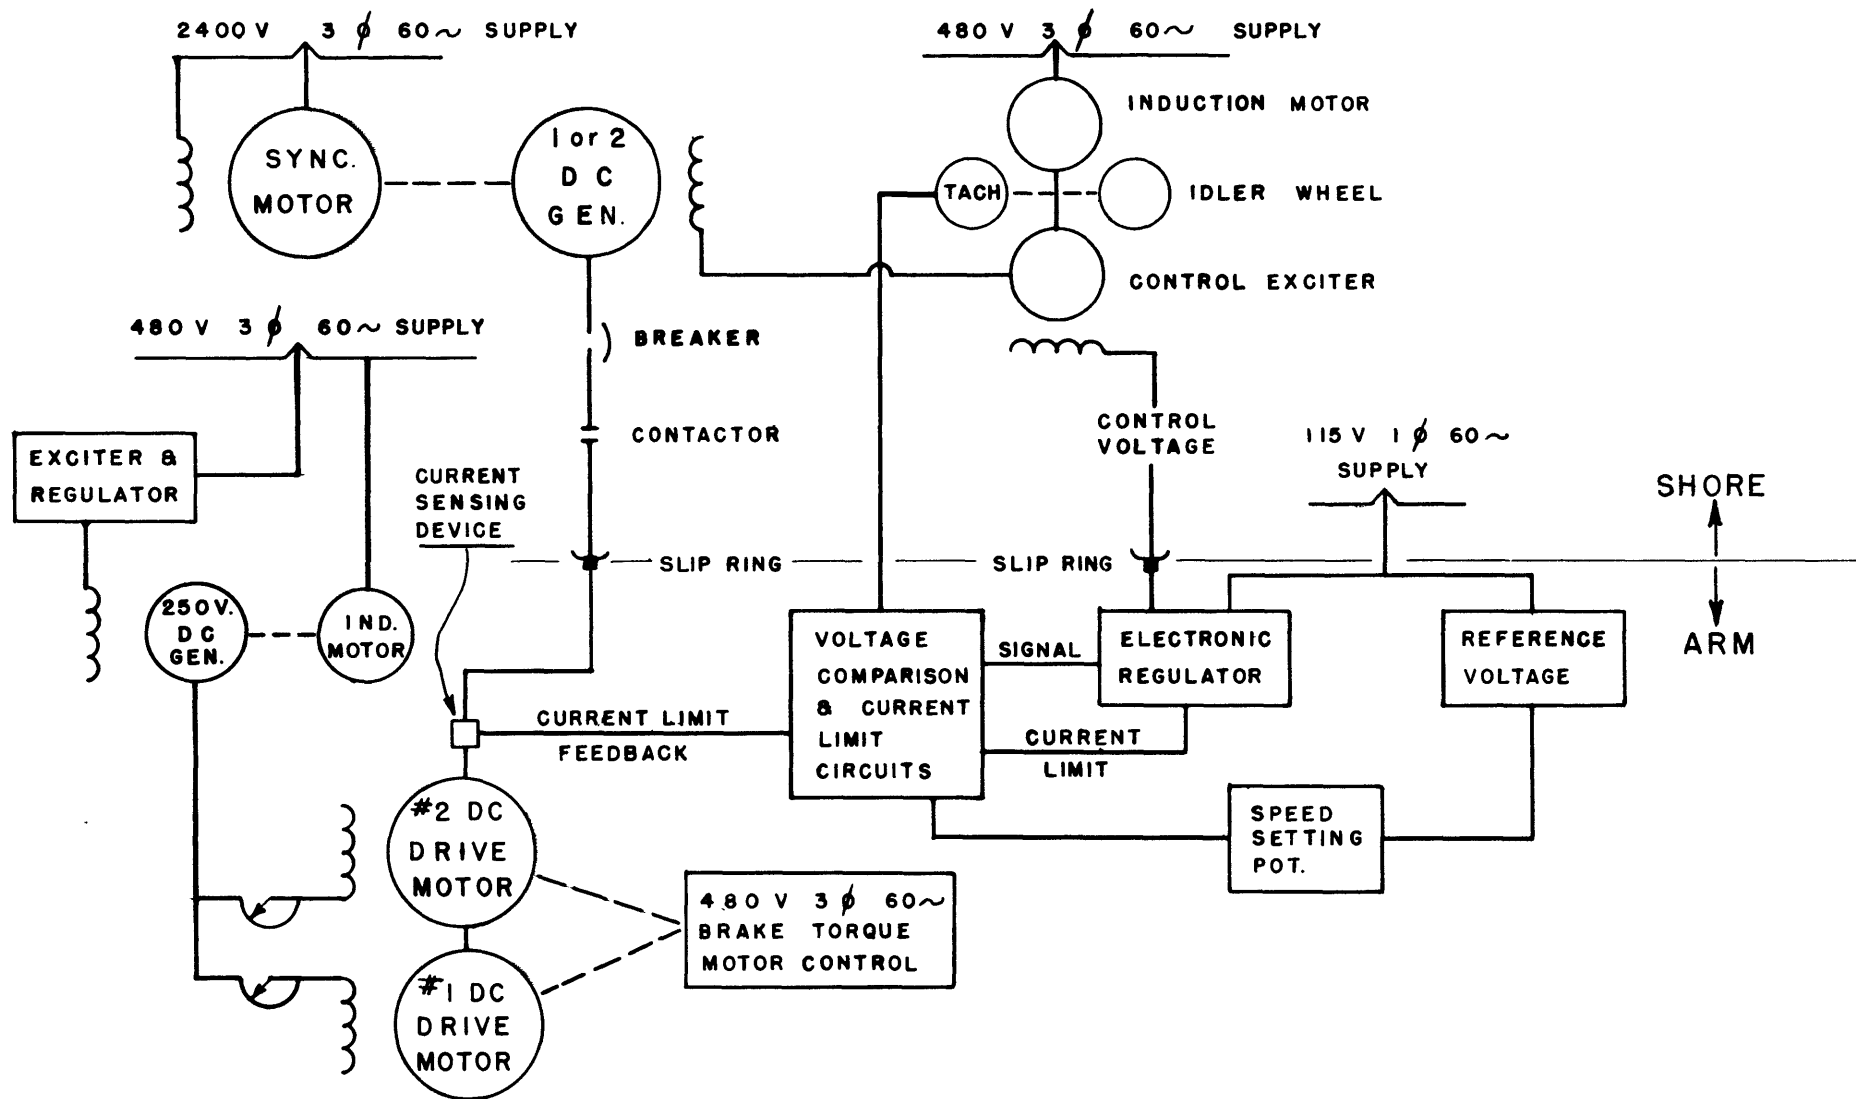 2400 V 3 ϕ 60~ SUPPLY
480 V 3 ϕ 60~ SUPPLY
INDUCTION MOTOR
SYNC.
MOTOR
1 or 2
D C
GEN.
TACH
IDLER WHEEL
CONTROL EXCITER
480 V 3 ϕ 60~ SUPPLY
BREAKER
CONTACTOR
CONTROL
VOLTAGE
115 V 1 ϕ 60~
SUPPLY
EXCITER &
REGULATOR
CURRENT
SENSING
DEVICE
SHORE
SLIP RING
SLIP RING
ARM
250V.
DC
GEN.
IND.
MOTOR
VOLTAGE
COMPARISON
& CURRENT
LIMIT
CIRCUITS
SIGNAL
ELECTRONIC
REGULATOR
REFERENCE
VOLTAGE
CURRENT LIMIT
FEEDBACK
CURRENT
LIMIT
#2 DC
DRIVE
MOTOR
SPEED
SETTING
POT.
480 V 3 ϕ 60~
BRAKE TORQUE
MOTOR CONTROL
#1 DC
DRIVE
MOTOR